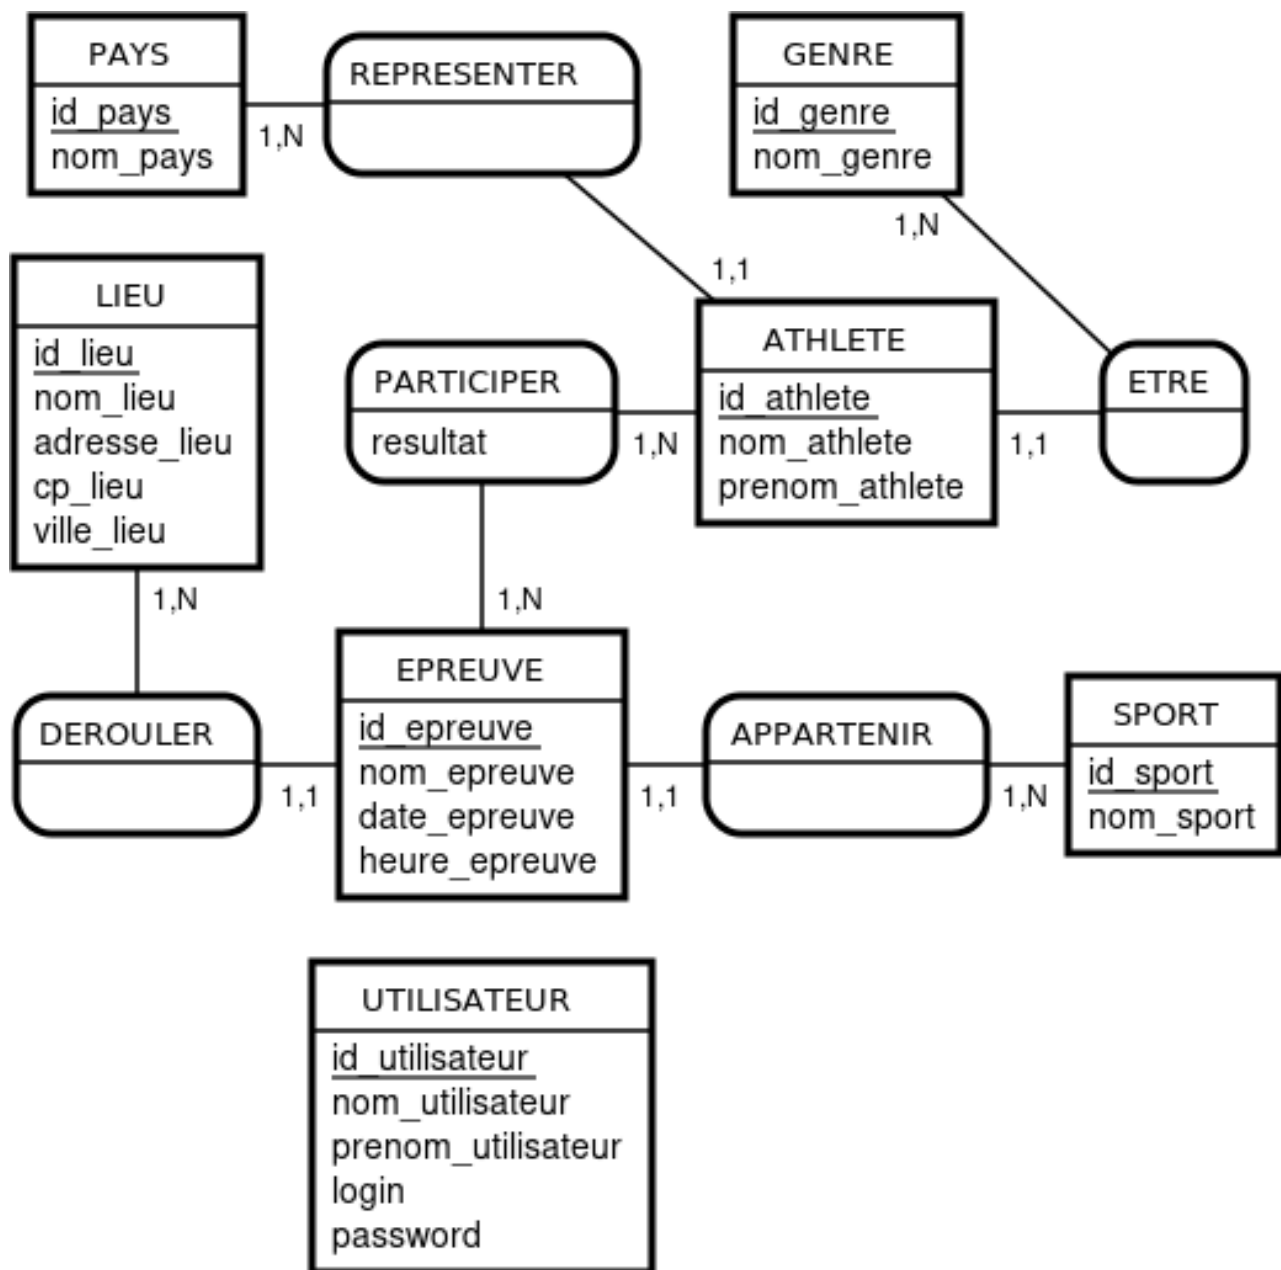 PAYS
id_pays
nom_pays
1,N
REPRESENTER
GENRE
id_genre
nom_genre
1,N
1,1
LIEU
id_lieu
nom_lieu
adresse_lieu
cp_lieu
ville_lieu
1,N
PARTICIPER
resultat
1,N
ATHLETE
id_athlete
nom_athlete
prenom_athlete
1,1
ETRE
1,N
DEROULER
1,1
EPREUVE
id_epreuve
nom_epreuve
date_epreuve
heure_epreuve
1,1
APPARTENIR
1,N
SPORT
id_sport
nom_sport
UTILISATEUR
id_utilisateur
nom_utilisateur
prenom_utilisateur
login
password